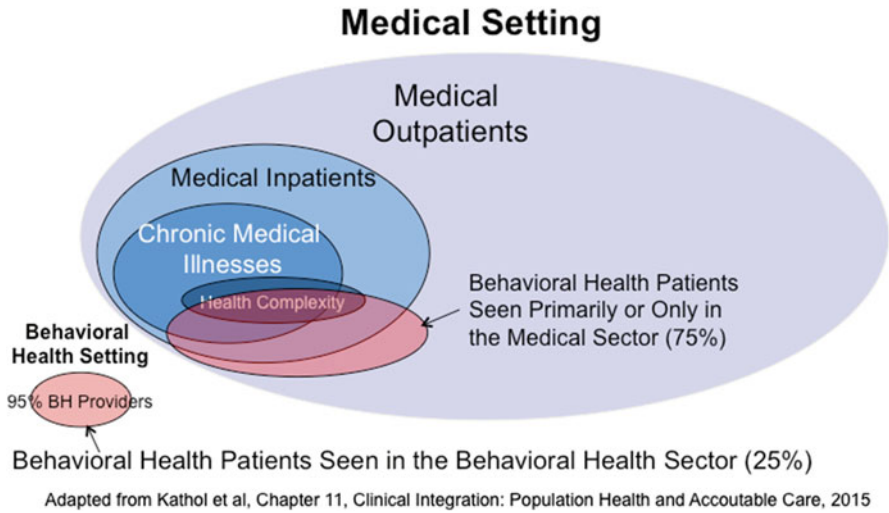 Medical Setting
Medical
Outpatients
Medical Inpatients
Chronic Medical
Illnesses
Health Complexity
Behavioral Health Patients
Seen Primarily or Only in
the Medical Sector (75%)
Behavioral
Health Setting
95% BH Providers
Behavioral Health Patients Seen in the Behavioral Health Sector (25%)
Adapted from Kathol et al, Chapter 11, Clinical Integration: Population Health and Accoutable Care, 2015